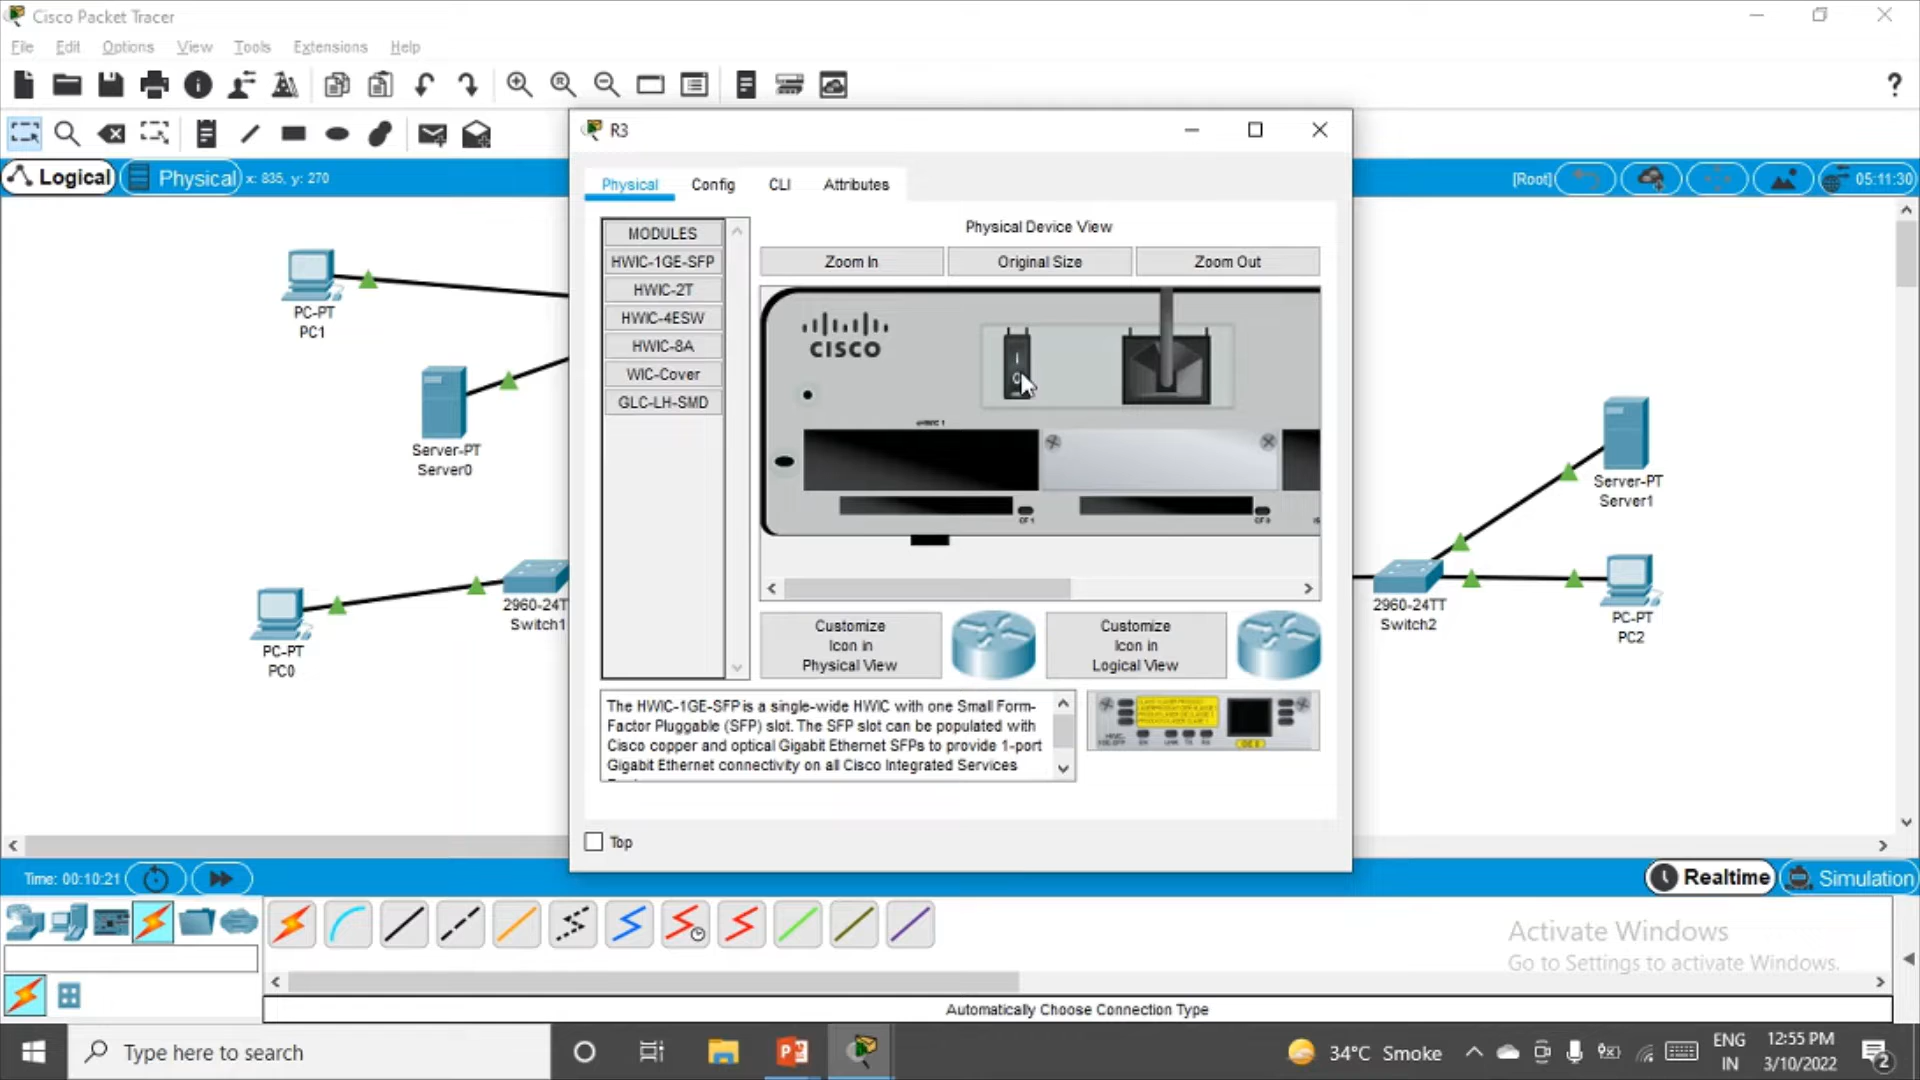 Cisco Packet Tracer
File Edit Options View Tools Extensions Help
Logical
Physical
x: 835, y: 270
[Root]
05:11:30
R3
Physical Config CLI Attributes
MODULES
HWIC-1GE-SFP
HWIC-2T
HWIC-4ESW
HWIC-8A
WIC-Cover
GLC-LH-SMD
Physical Device View
Zoom In
Original Size
Zoom Out
CISCO
eHWIC 1
CF 1
CF 0
Customize
Icon in
Physical View
Customize
Icon in
Logical View
The HWIC-1GE-SFP is a single-wide HWIC with one Small Form-
Factor Pluggable (SFP) slot. The SFP slot can be populated with
Cisco copper and optical Gigabit Ethernet SFPs to provide 1-port
Gigabit Ethernet connectivity on all Cisco Integrated Services
Top
PC-PT
PC1
Server-PT
Server0
PC-PT
PC0
2960-24T
Switch1
Server-PT
Server1
2960-24TT
Switch2
PC-PT
PC2
Time: 00:10:21
Realtime
Simulation
Activate Windows
Go to Settings to activate Windows.
Automatically Choose Connection Type
Type here to search
34°C Smoke
ENG
IN
12:55 PM
3/10/2022
2